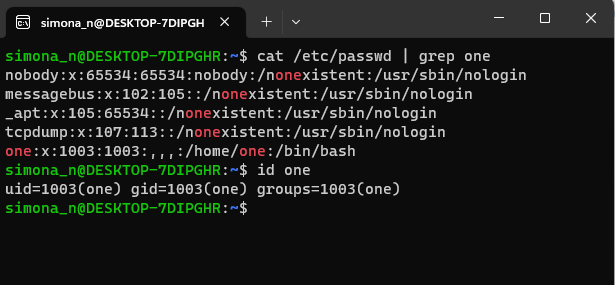 simona_n@DESKTOP-7DIPGH
simona_n@DESKTOP-7DIPGHR:~$ cat /etc/passwd | grep one
nobody:x:65534:65534:nobody:/nonexistent:/usr/sbin/nologin
messagebus:x:102:105::/nonexistent:/usr/sbin/nologin
_apt:x:105:65534::/nonexistent:/usr/sbin/nologin
tcpdump:x:107:113::/nonexistent:/usr/sbin/nologin
one:x:1003:1003:,,,:/home/one:/bin/bash
simona_n@DESKTOP-7DIPGHR:~$ id one
uid=1003(one) gid=1003(one) groups=1003(one)
simona_n@DESKTOP-7DIPGHR:~$